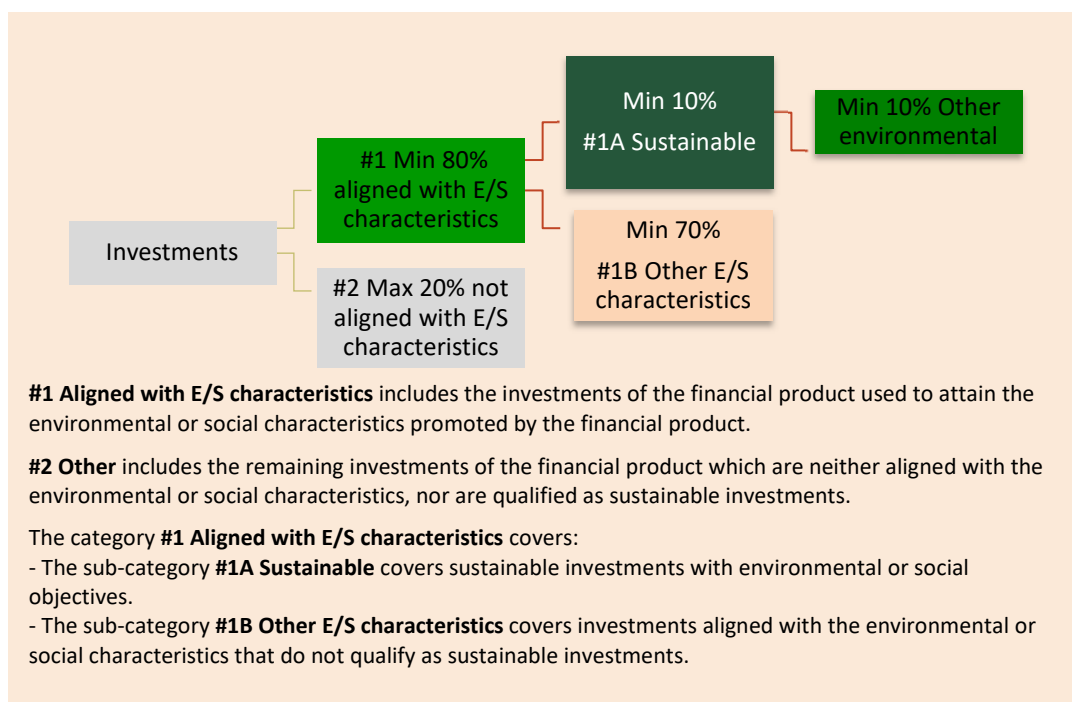 Investments
#1 Min 80%
aligned with E/S
characteristics
#2 Max 20% not
aligned with E/S
characteristics
Min 10%
#1A Sustainable
Min 70%
#1B Other E/S
characteristics
Min 10% Other
environmental
#1 Aligned with E/S characteristics includes the investments of the financial product used to attain the
environmental or social characteristics promoted by the financial product.
#2 Other includes the remaining investments of the financial product which are neither aligned with the
environmental or social characteristics, nor are qualified as sustainable investments.
The category #1 Aligned with E/S characteristics covers:
- The sub-category #1A Sustainable covers sustainable investments with environmental or social
objectives.
- The sub-category #1B Other E/S characteristics covers investments aligned with the environmental or
social characteristics that do not qualify as sustainable investments.